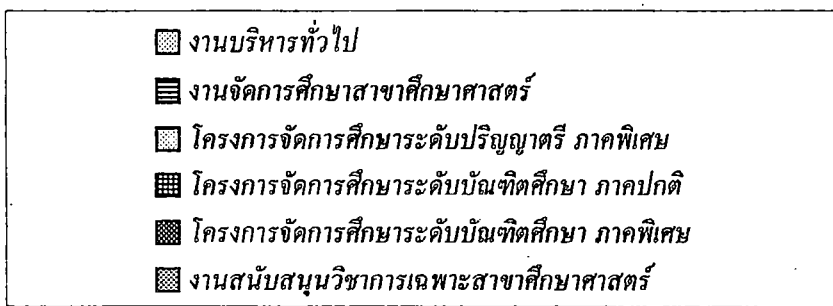 งานบริหารทั่วไป
งานจัดการศึกษาสาขาศึกษาศาสตร์
โครงการจัดการศึกษาระดับปริญญาตรี ภาคพิเศษ
โครงการจัดการศึกษาระดับบัณฑิตศึกษา ภาคปกติ
โครงการจัดการศึกษาระดับบัณฑิตศึกษา ภาคพิเศษ
งานสนับสนุนวิชาการเฉพาะสาขาศึกษาศาสตร์